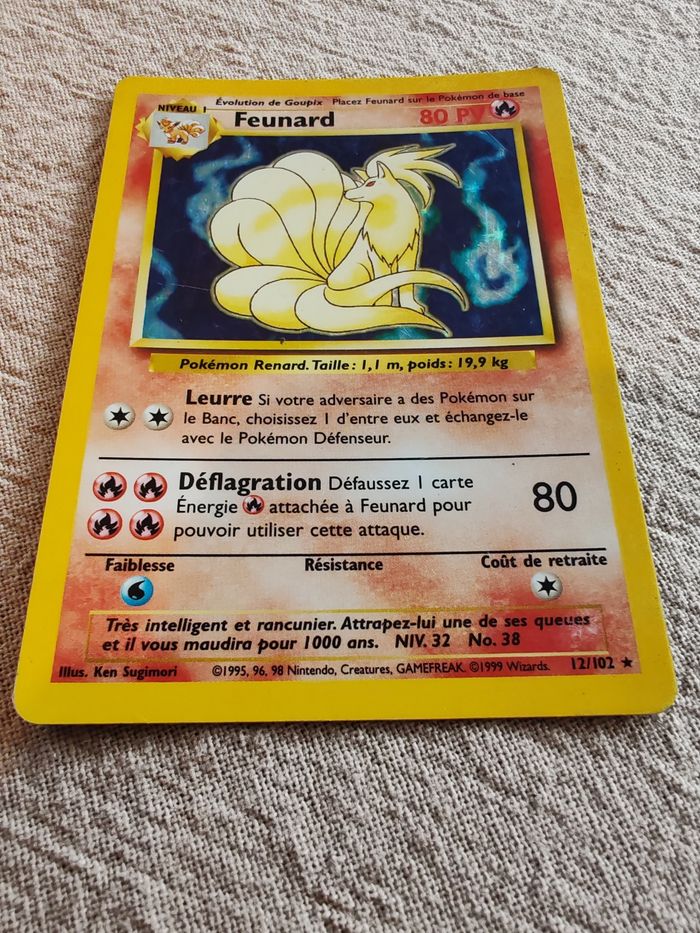 NIVEAU 1
Évolution de Goupix Placez Feunard sur le Pokémon de base
Feunard
80 PV
Pokémon Renard. Taille : 1,1 m, poids : 19,9 kg
Leurre Si votre adversaire a des Pokémon sur
le Banc, choisissez 1 d'entre eux et échangez-le
avec le Pokémon Défenseur.
Déflagration Défaussez 1 carte
Énergie attachée à Feunard pour
pouvoir utiliser cette attaque.
80
Faiblesse
Résistance
Coût de retraite
Très intelligent et rancunier. Attrapez-lui une de ses queues
et il vous maudira pour 1000 ans. NIV. 32 No. 38
Illus. Ken Sugimori ©1995, 96, 98 Nintendo, Creatures, GAMEFREAK. ©1999 Wizards. 12/102 ★